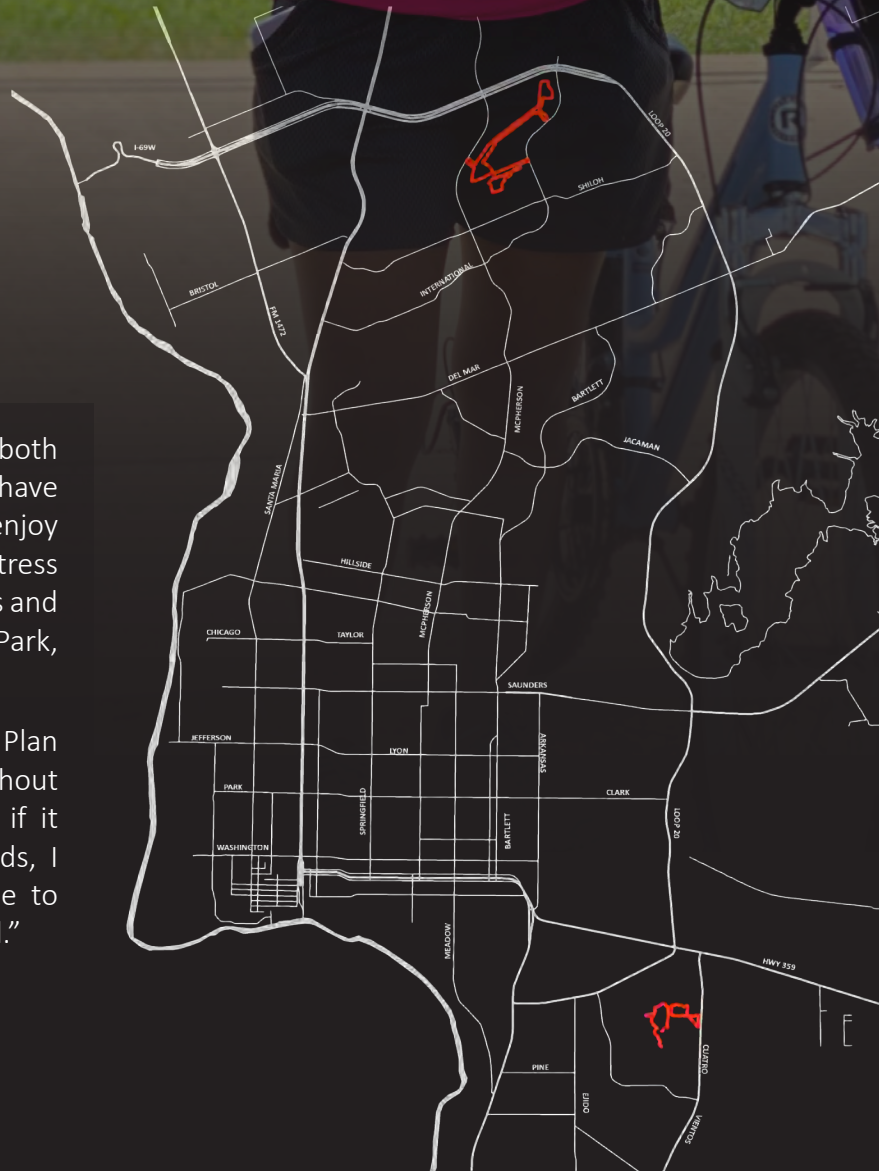 both
have
enjoy
tress
s and
Park,
Plan
hout
if it
ds, I
e to
l.”
I-69W
LOOP 20
SHILOH
INTERNATIONAL
BRISTOL
FM 1472
DEL MAR
MCPHERSON
BARTLETT
JACAMAN
SANTA MARIA
HILLSIDE
MCPHERSON
CHICAGO
TAYLOR
SAUNDERS
JEFFERSON
LYON
ARKANSAS
PARK
SPRINGFIELD
CLARK
BARTLETT
LOOP 20
WASHINGTON
MEADOW
HWY 359
PINE
EJIDO
CUATRO
VIENTOS